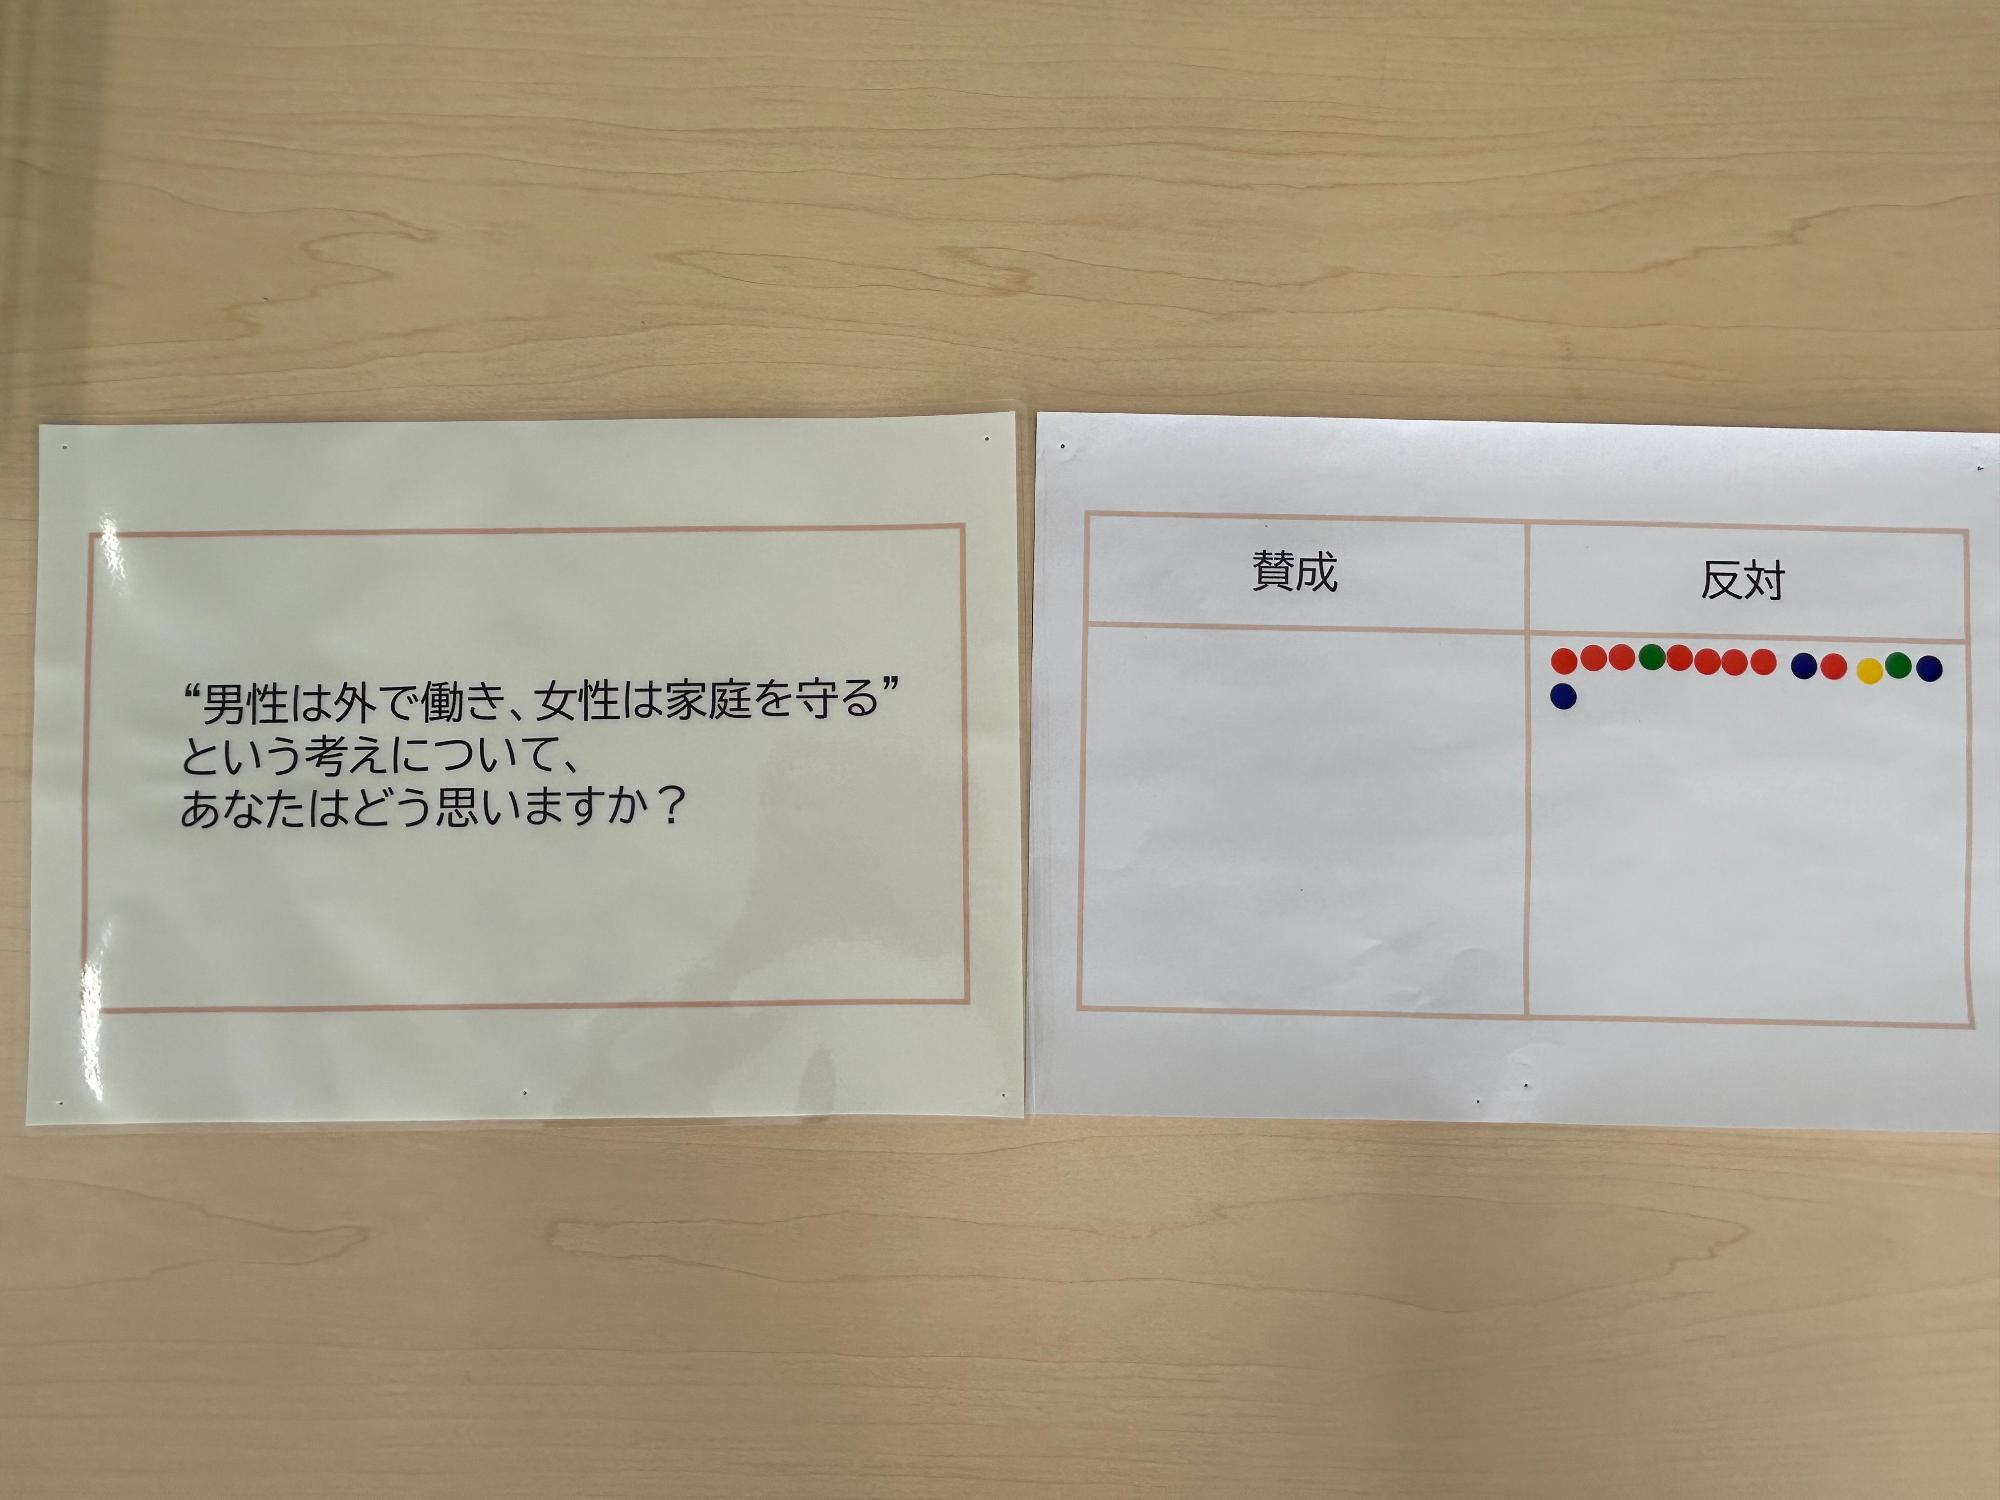 “男性は外で働き、女性は家庭を守る”
という考えについて、
あなたはどう思いますか？
賛成
反対